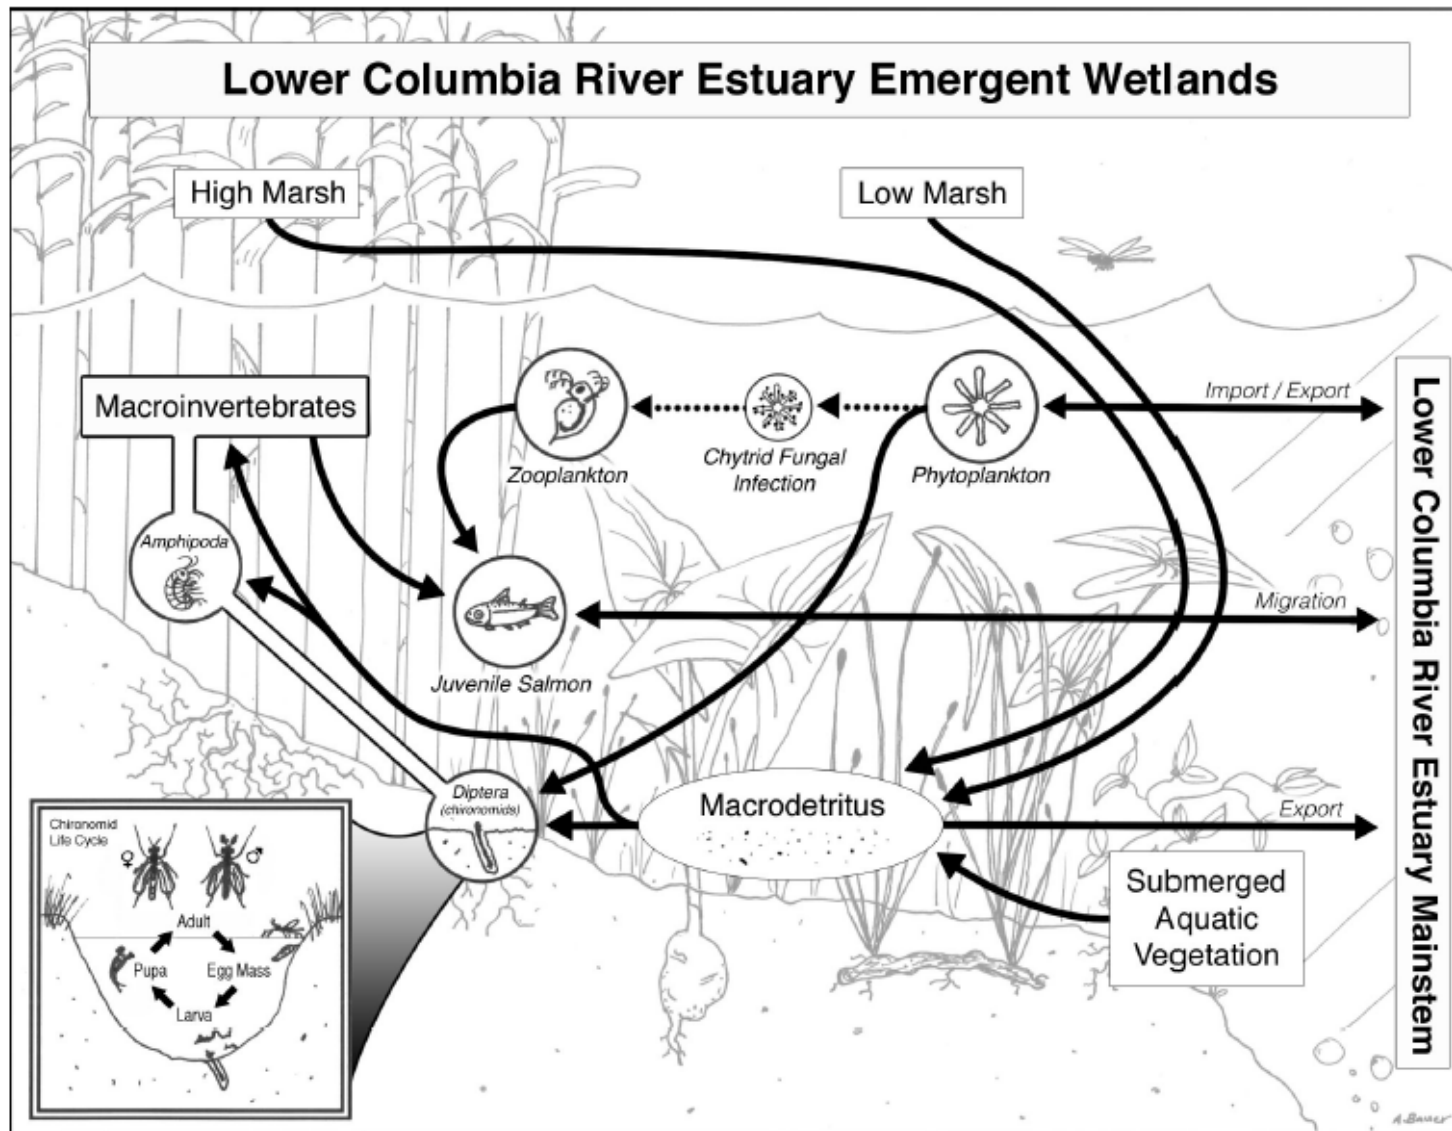 Lower Columbia River Estuary Emergent Wetlands
High Marsh
Low Marsh
Macroinvertebrates
Zooplankton
Chytrid Fungal
Infection
Phytoplankton
Import / Export
Amphipoda
Juvenile Salmon
Migration
Diptera
(chironomids)
Macrodetritus
Export
Submerged
Aquatic
Vegetation
Lower Columbia River Estuary Mainstem
Chironomid
Life Cycle
♀
♂
Adult
Pupa
Egg Mass
Larva